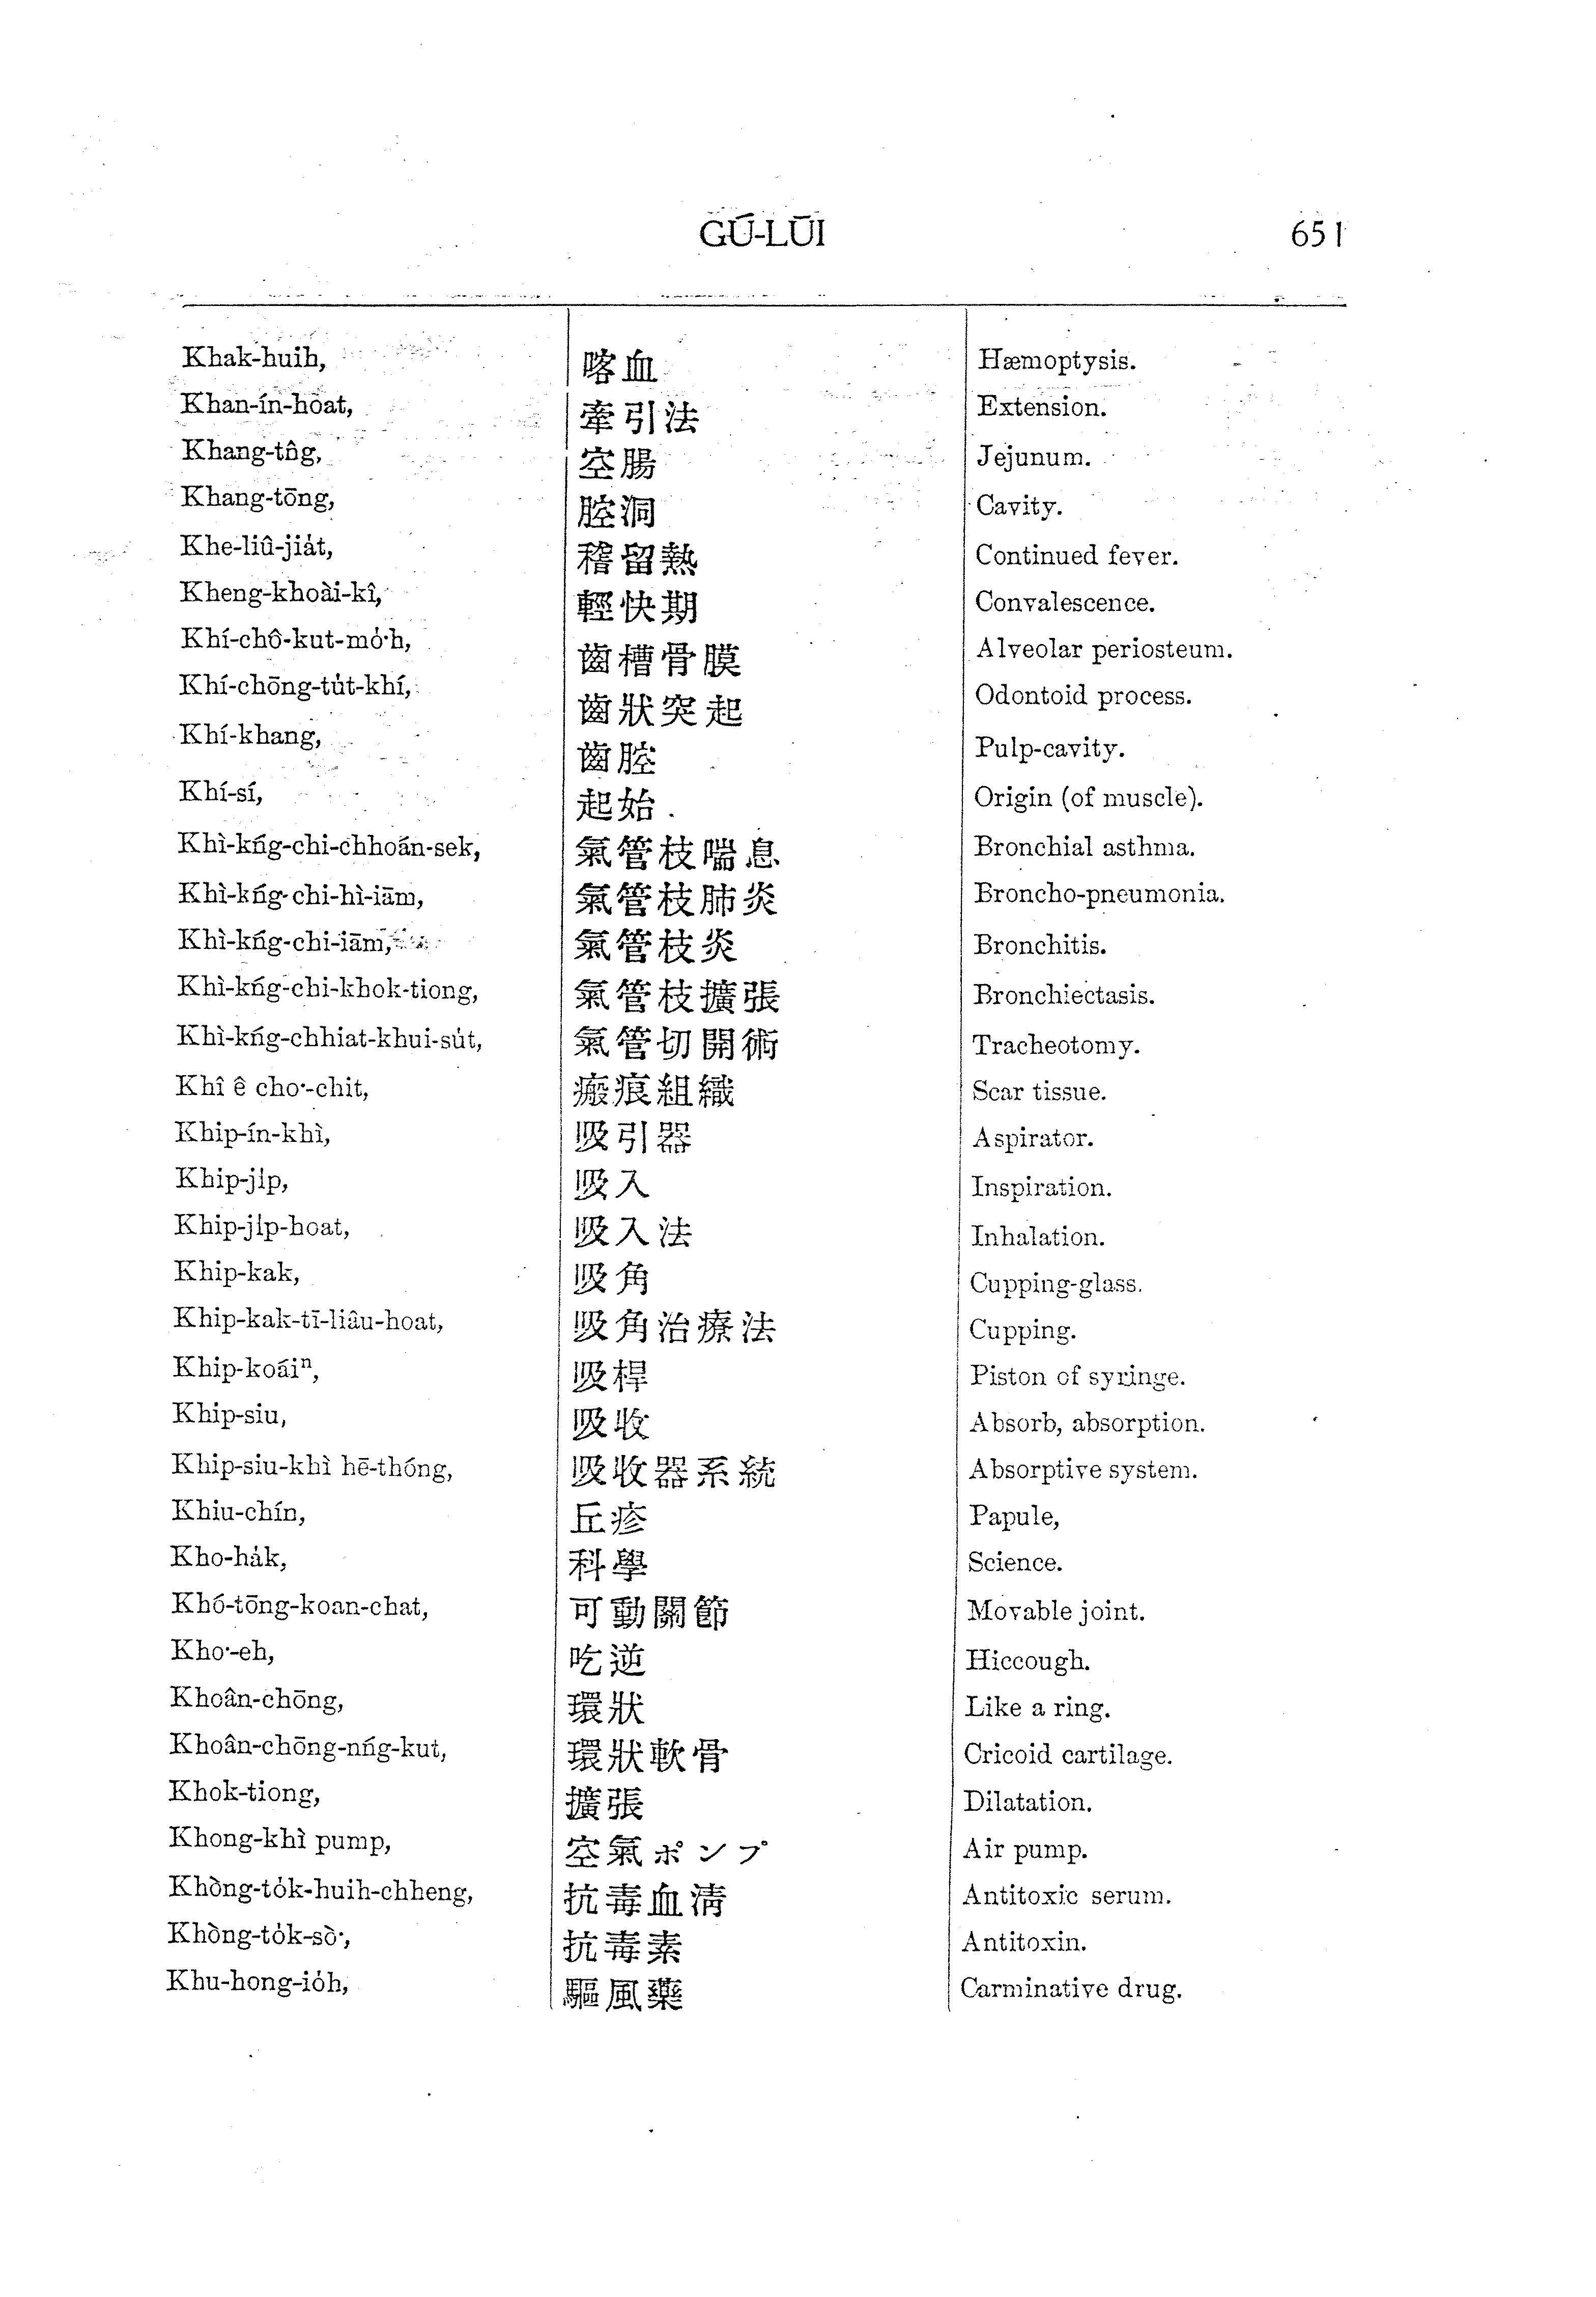 GÚ-LŪI 651
Khak-huih, 喀血 Hæmoptysis.
Khan-ín-hoat, 牽引法 Extension.
Khang-tn̂g, 空腸 Jejunum.
Khang-tōng, 腔洞 Cavity.
Khe-liû-jia̍t, 稽留熱 Continued fever.
Kheng-khoài-kî, 輕快期 Convalescence.
Khí-chô-kut-mo̍͘h, 齒槽骨膜 Alveolar periosteum.
Khí-chōng-tu̍t-khí, 齒狀突起 Odontoid process.
Khí-khang, 齒腔 Pulp-cavity.
Khí-sí, 起始 Origin (of muscle).
Khì-kńg-chi-chhoán-sek, 氣管枝喘息 Bronchial asthma.
Khì-kńg-chi-hì-iām, 氣管枝肺炎 Broncho-pneumonia.
Khì-kńg-chi-iām, 氣管枝炎 Bronchitis.
Khì-kńg-chi-khok-tiong, 氣管枝擴張 Bronchiectasis.
Khì-kńg-chhiat-khui-su̍t, 氣管切開術 Tracheotomy.
Khî ê cho͘-chit, 瘢痕組織 Scar tissue.
Khip-ín-khì, 吸引器 Aspirator.
Khip-ji̍p, 吸入 Inspiration.
Khip-ji̍p-hoat, 吸入法 Inhalation.
Khip-kak, 吸角 Cupping-glass.
Khip-kak-tī-liâu-hoat, 吸角治療法 Cupping.
Khip-koáiⁿ, 吸桿 Piston of syringe.
Khip-siu, 吸收 Absorb, absorption.
Khip-siu-khì hē-thóng, 吸收器系統 Absorptive system.
Khiu-chín, 丘疹 Papule,
Kho-ha̍k, 科學 Science.
Khó-tōng-koan-chat, 可動關節 Movable joint.
Kho͘-eh, 吃逆 Hiccough.
Khoân-chōng, 環狀 Like a ring.
Khoân-chōng-nńg-kut, 環狀軟骨 Cricoid cartilage.
Khok-tiong, 擴張 Dilatation.
Khong-khì pump, 空氣ポンプ Air pump.
Khòng-to̍k-huih-chheng, 抗毒血淸 Antitoxic serum.
Khòng-to̍k-sò͘, 抗毒素 Antitoxin.
Khu-hong-io̍h, 驅風藥 Carminative drug.